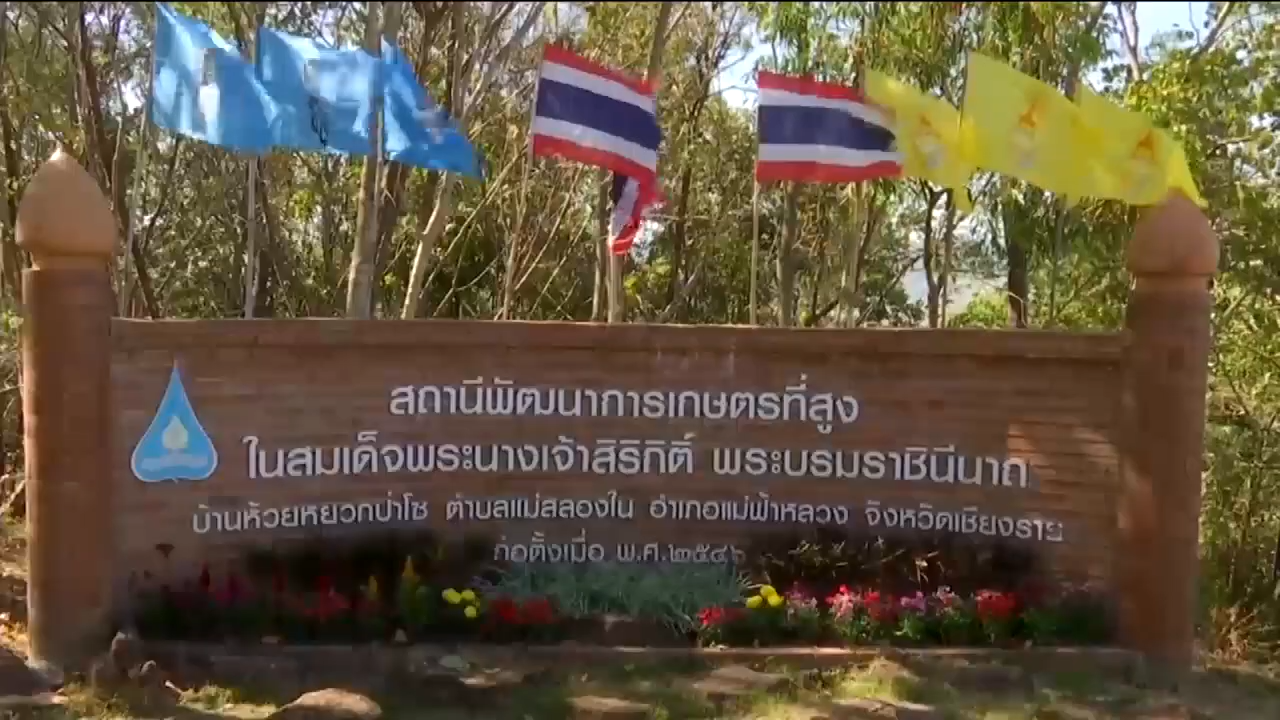 สถานีพัฒนาการเกษตรที่สูง
ในสมเด็จพระนางเจ้าสิริกิติ์ พระบรมราชินีนาถ
บ้านห้วยหยวกป่าโซ ตำบลแม่สลองใน อำเภอแม่ฟ้าหลวง จังหวัดเชียงราย
ก่อตั้งเมื่อ พ.ศ.๒๕๔๖